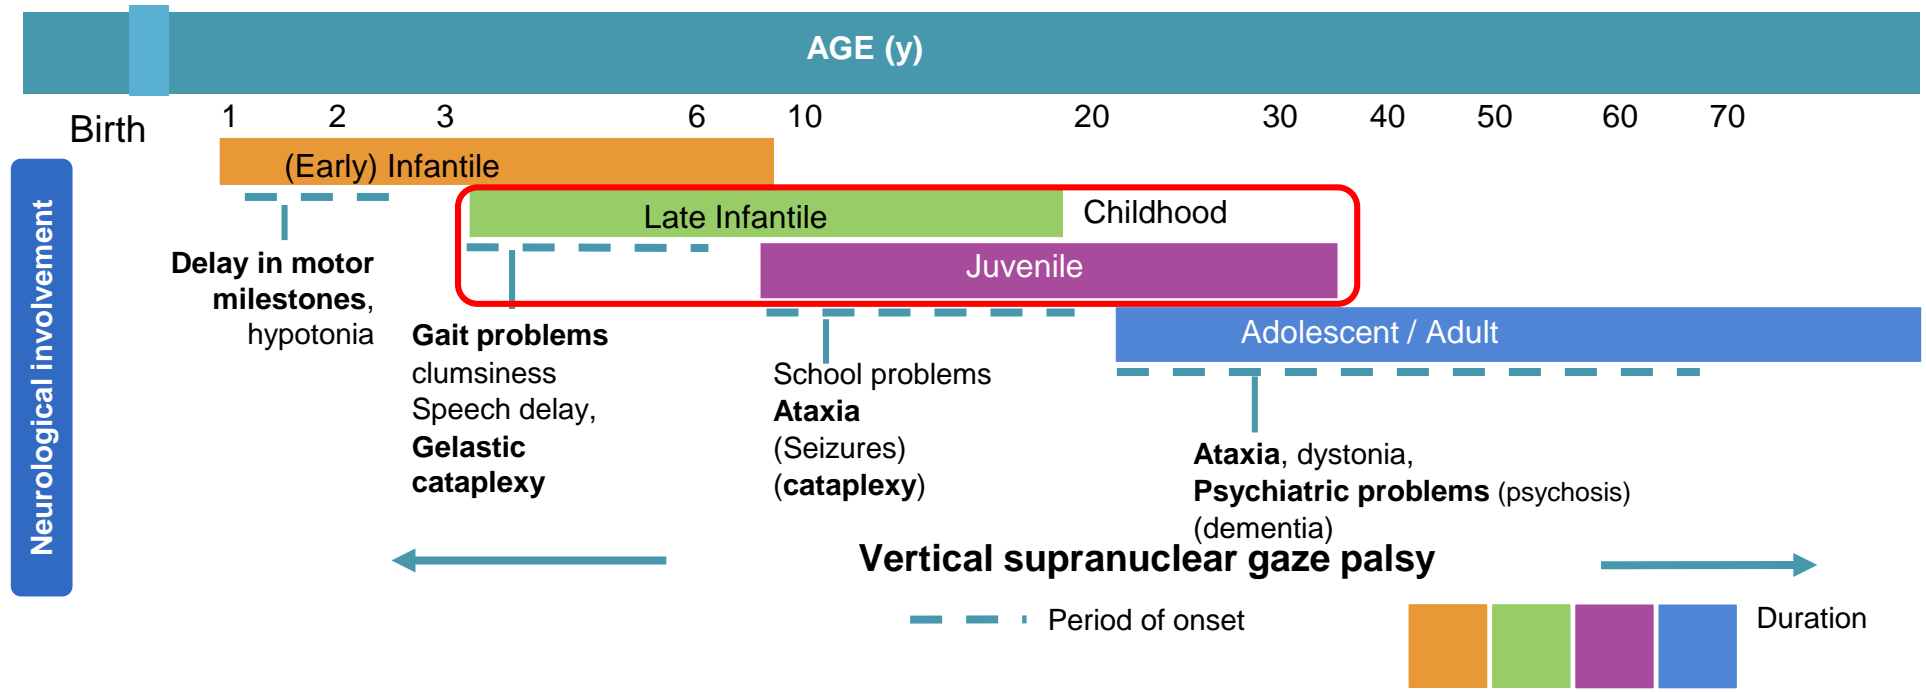 AGE (y)
Birth
1 2 3 6 10 20 30 40 50 60 70
Neurological involvement
(Early) Infantile
Late Infantile
Childhood
Juvenile
Adolescent / Adult
Delay in motor
milestones,
hypotonia
Gait problems
clumsiness
Speech delay,
Gelastic
cataplexy
School problems
Ataxia
(Seizures)
(cataplexy)
Ataxia, dystonia,
Psychiatric problems (psychosis)
(dementia)
Vertical supranuclear gaze palsy
Period of onset
Duration